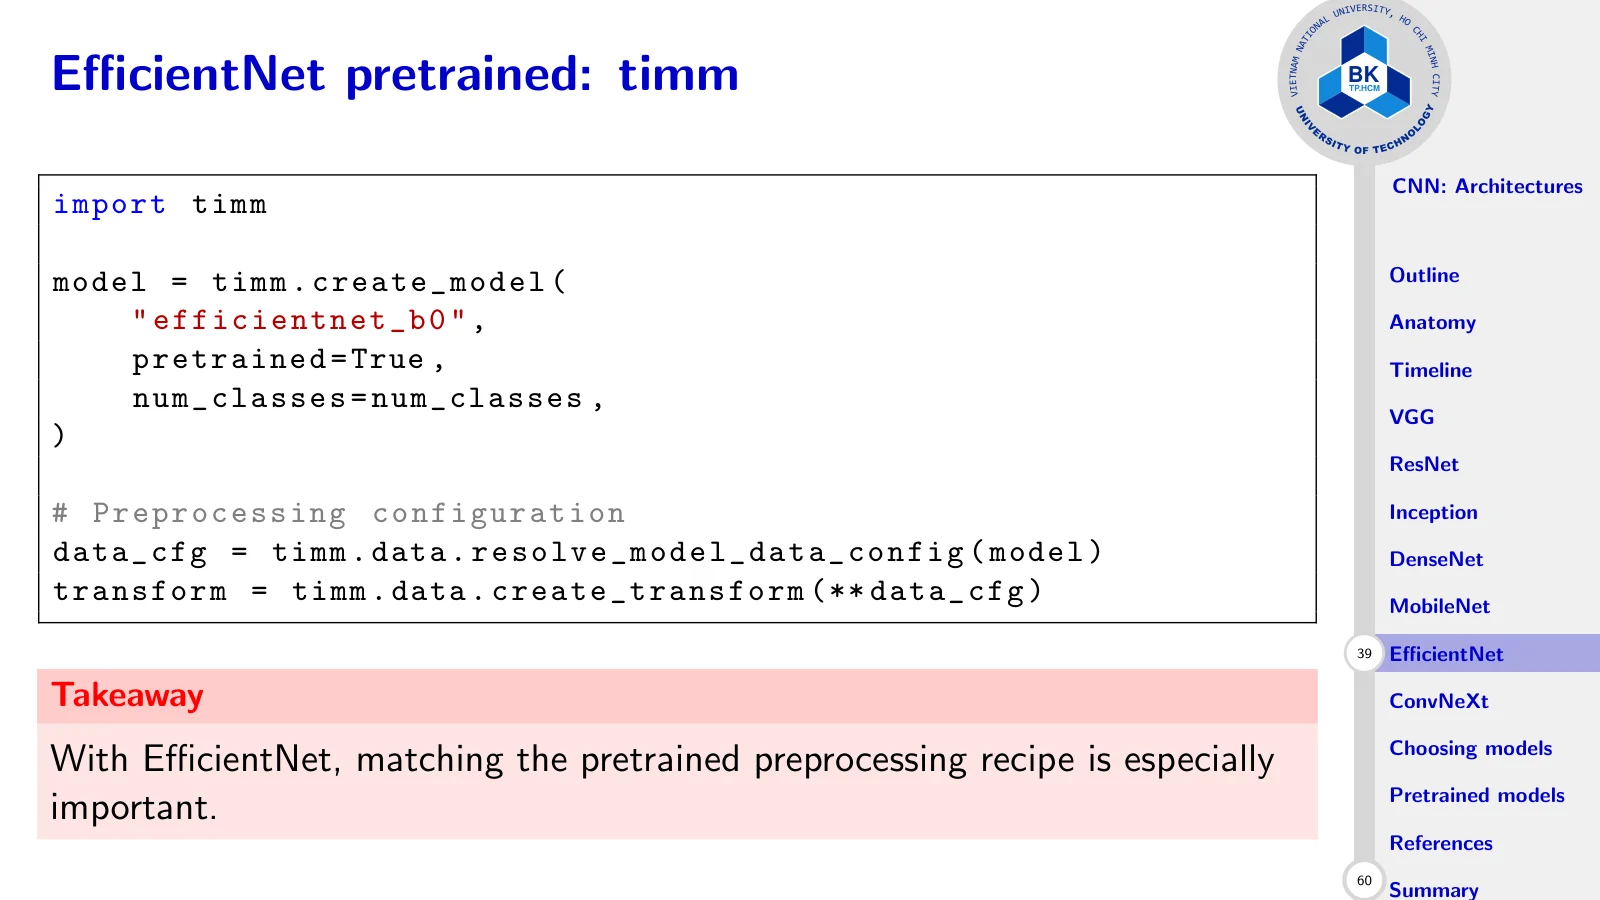 EfficientNet pretrained: timm
import timm
model = timm.create_model(
"efficientnet_b0",
pretrained=True,
num_classes=num_classes,
)
# Preprocessing configuration
data_cfg = timm.data.resolve_model_data_config(model)
transform = timm.data.create_transform(**data_cfg)
Takeaway
With EfficientNet, matching the pretrained preprocessing recipe is especially
important.
VIETNAM NATIONAL UNIVERSITY, HO CHI MINH CITY
BK
TP.HCM
UNIVERSITY OF TECHNOLOGY
CNN: Architectures
Outline
Anatomy
Timeline
VGG
ResNet
Inception
DenseNet
MobileNet
39 EfficientNet
ConvNeXt
Choosing models
Pretrained models
References
60 Summary